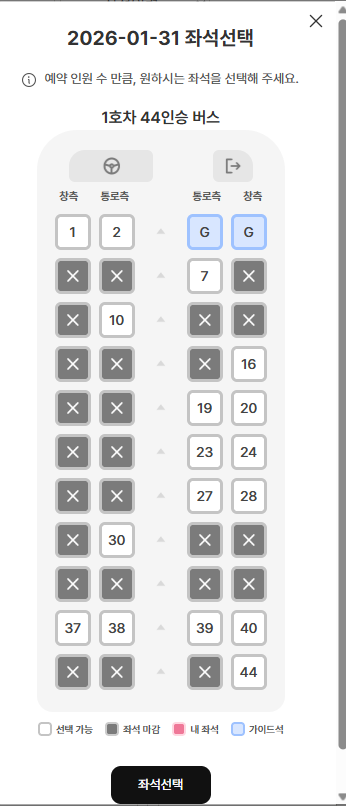 2026-01-31 좌석선택
예약 인원 수 만큼, 원하시는 좌석을 선택해 주세요.
1호차 44인승 버스
창측 통로측 통로측 창측
1 2 G G
7
10
16
19 20
23 24
27 28
30
37 38 39 40
44
선택 가능 좌석 마감 내 좌석 가이드석
좌석선택